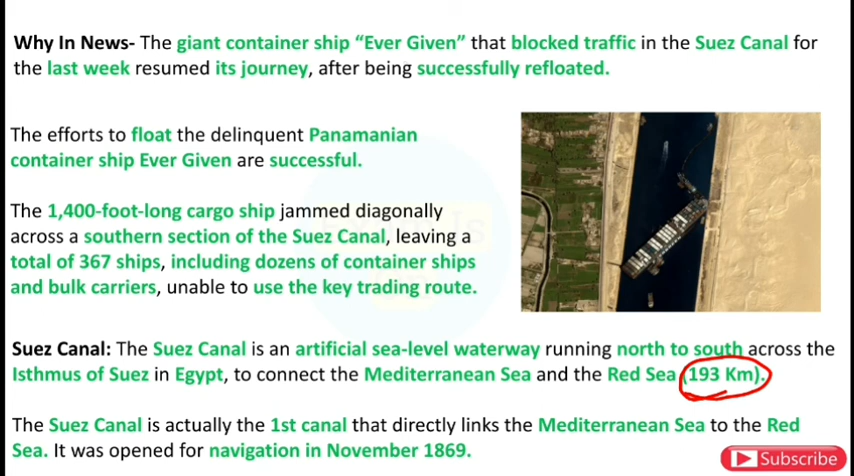 Why In News- The giant container ship “Ever Given” that blocked traffic in the Suez Canal for
the last week resumed its journey, after being successfully refloated.
The efforts to float the delinquent Panamanian
container ship Ever Given are successful.
The 1,400-foot-long cargo ship jammed diagonally
across a southern section of the Suez Canal, leaving a
total of 367 ships, including dozens of container ships
and bulk carriers, unable to use the key trading route.
Suez Canal: The Suez Canal is an artificial sea-level waterway running north to south across the
Isthmus of Suez in Egypt, to connect the Mediterranean Sea and the Red Sea (193 Km).
The Suez Canal is actually the 1st canal that directly links the Mediterranean Sea to the Red
Sea. It was opened for navigation in November 1869.
Subscribe